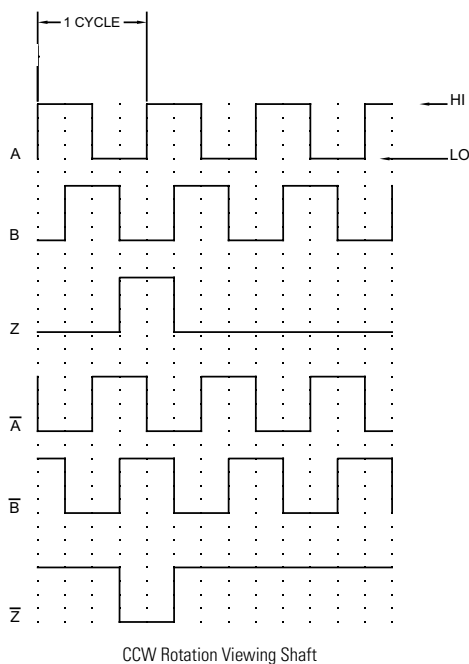 1 CYCLE
HI
A
LO
B
Z
A̅
B̅
Z̅
CCW Rotation Viewing Shaft